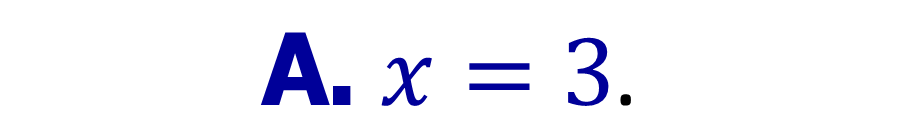 A. x = 3.